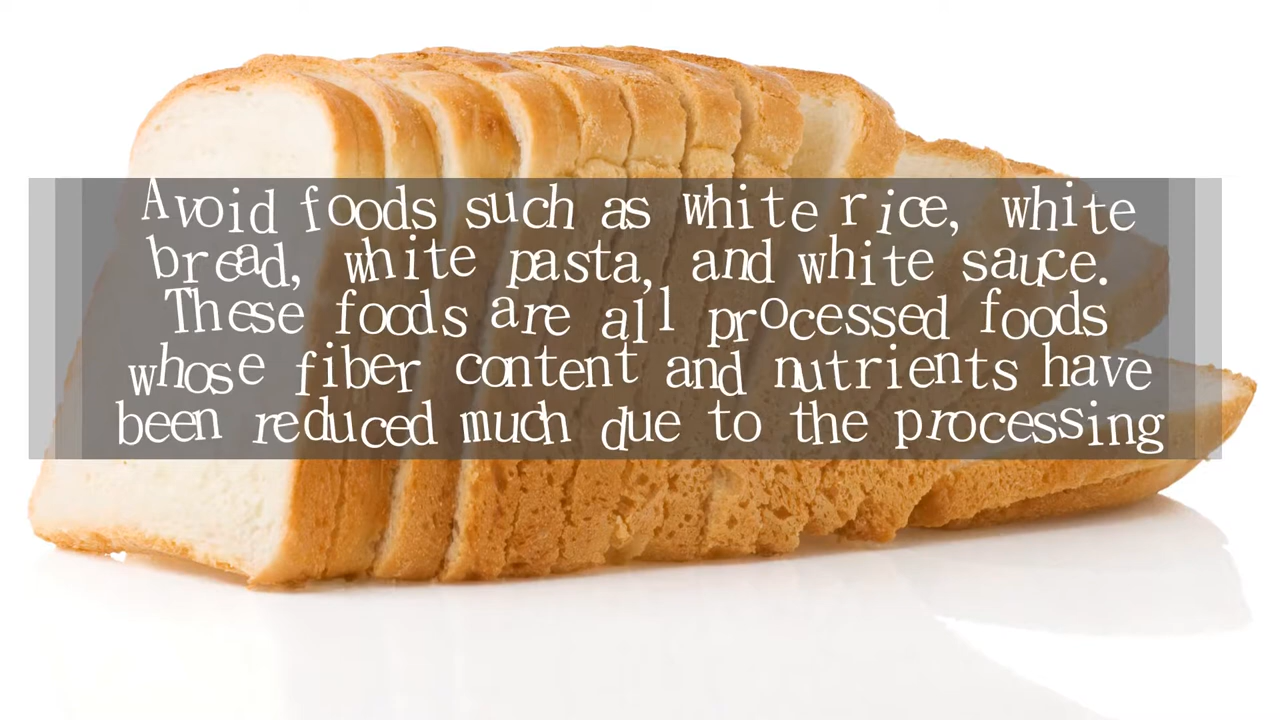 Avoid foods such as white rice, white
bread, white pasta, and white sauce.
These foods are all processed foods
whose fiber content and nutrients have
been reduced much due to the processing